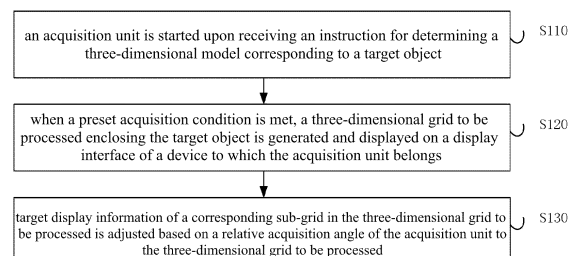 an acquisition unit is started upon receiving an instruction for determining a
three-dimensional model corresponding to a target object
S110
when a preset acquisition condition is met, a three-dimensional grid to be
processed enclosing the target object is generated and displayed on a display
interface of a device to which the acquisition unit belongs
S120
target display information of a corresponding sub-grid in the three-dimensional grid to
be processed is adjusted based on a relative acquisition angle of the acquisition unit to
the three-dimensional grid to be processed
S130